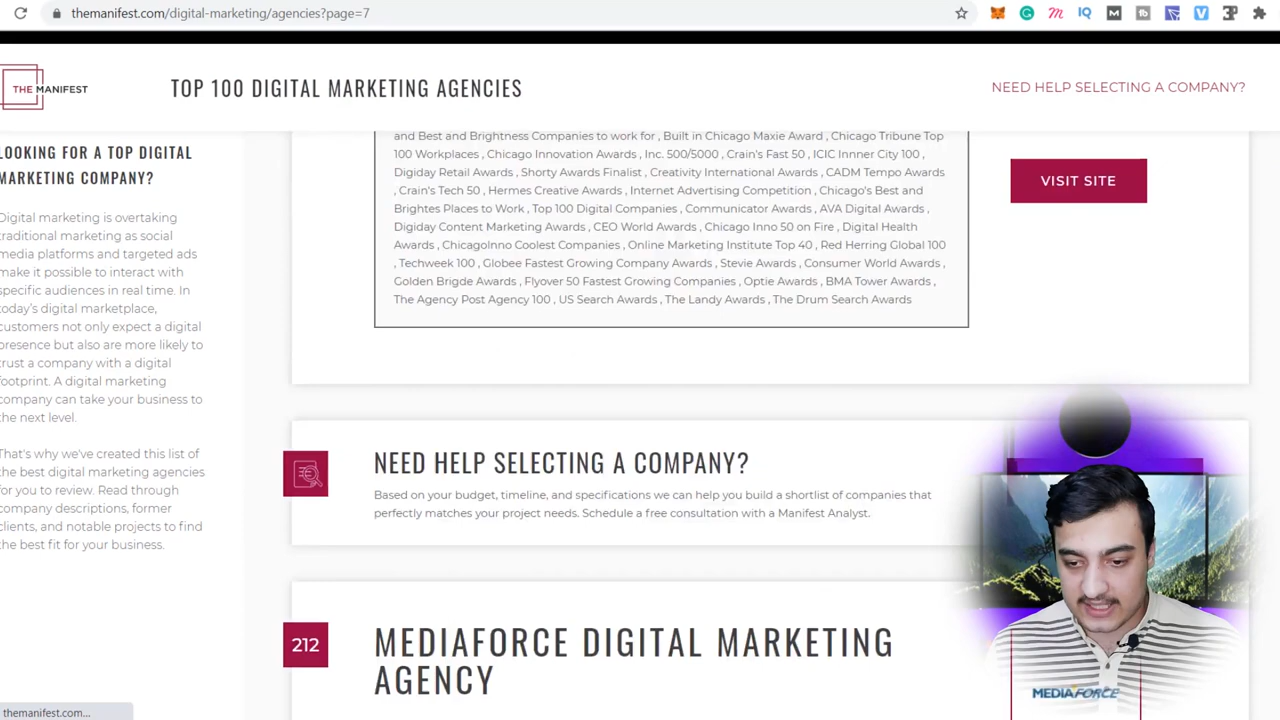 themanifest.com/digital-marketing/agencies?page=7
THE MANIFEST
TOP 100 DIGITAL MARKETING AGENCIES
NEED HELP SELECTING A COMPANY?
LOOKING FOR A TOP DIGITAL
MARKETING COMPANY?
Digital marketing is overtaking
traditional marketing as social
media platforms and targeted ads
make it possible to interact with
specific audiences in real time. In
today's digital marketplace,
customers not only expect a digital
presence but also are more likely to
trust a company with a digital
footprint. A digital marketing
company can take your business to
the next level.
That's why we've created this list of
the best digital marketing agencies
for you to review. Read through
company descriptions, former
clients, and notable projects to find
the best fit for your business.
and Best and Brightness Companies to work for , Built in Chicago Maxie Award , Chicago Tribune Top
100 Workplaces , Chicago Innovation Awards , Inc. 500/5000 , Crain's Fast 50 , ICIC Innner City 100 ,
Digiday Retail Awards , Shorty Awards Finalist , Creativity International Awards , CADM Tempo Awards
, Crain's Tech 50 , Hermes Creative Awards , Internet Advertising Competition , Chicago's Best and
Brightes Places to Work , Top 100 Digital Companies , Communicator Awards , AVA Digital Awards ,
Digiday Content Marketing Awards , CEO World Awards , Chicago Inno 50 on Fire , Digital Health
Awards , ChicagoInno Coolest Companies , Online Marketing Institute Top 40 , Red Herring Global 100
, Techweek 100 , Globee Fastest Growing Company Awards , Stevie Awards , Consumer World Awards ,
Golden Brigde Awards , Flyover 50 Fastest Growing Companies , Optie Awards , BMA Tower Awards ,
The Agency Post Agency 100 , US Search Awards , The Landy Awards , The Drum Search Awards
VISIT SITE
NEED HELP SELECTING A COMPANY?
Based on your budget, timeline, and specifications we can help you build a shortlist of companies that
perfectly matches your project needs. Schedule a free consultation with a Manifest Analyst.
212
MEDIAFORCE DIGITAL MARKETING
AGENCY
MEDIAFORCE
themanifest.com...